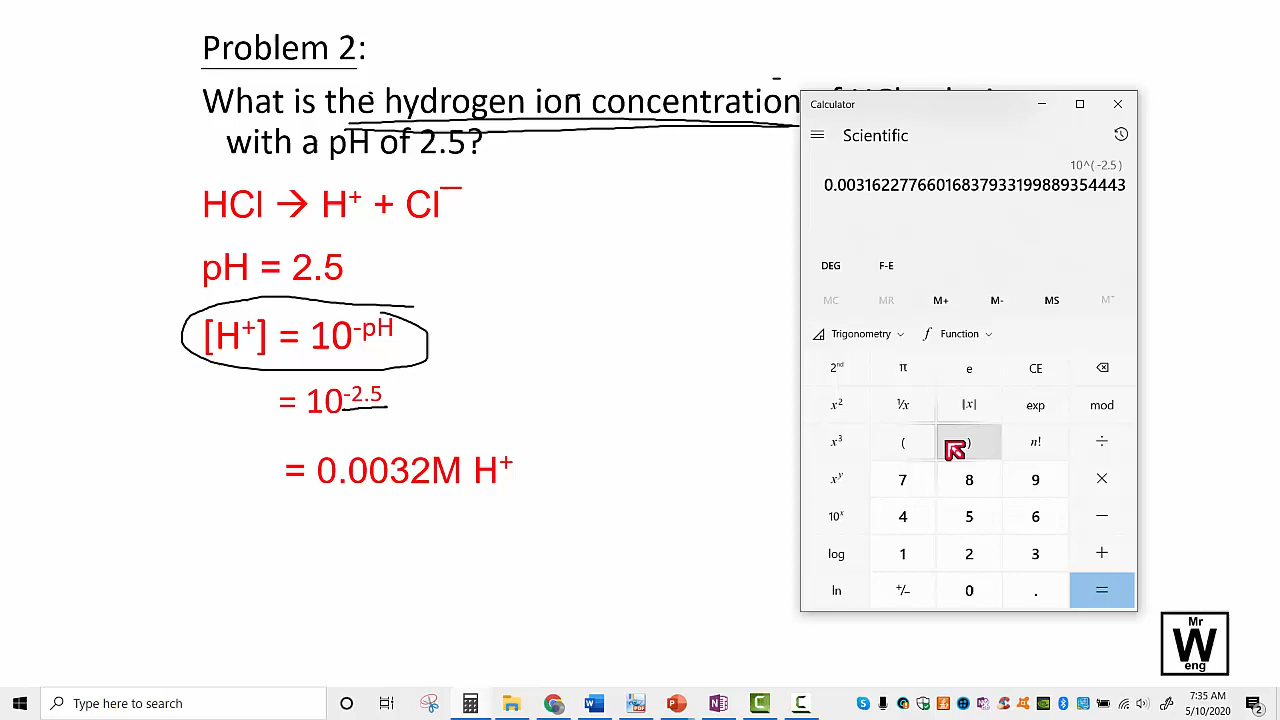 Problem 2:
What is the hydrogen ion concentration
with a pH of 2.5?
HCl → H⁺ + Cl¯
pH = 2.5
[H⁺] = 10⁻ᵖᴴ
= 10⁻²·⁵
= 0.0032M H⁺
Calculator
Scientific
10^( -2.5 )
0.0031622776601683793319988935444​3
DEG F-E
MC MR M+ M- MS M˅
Trigonometry f Function
2ⁿᵈ π e CE
x² ¹/x |x| exp mod
x³ ( ) n! ÷
xʸ 7 8 9 ×
10ˣ 4 5 6 −
log 1 2 3 +
ln +/− 0 . =
Mr
W
eng
Type here to search
7:35 AM
5/10/2020
2